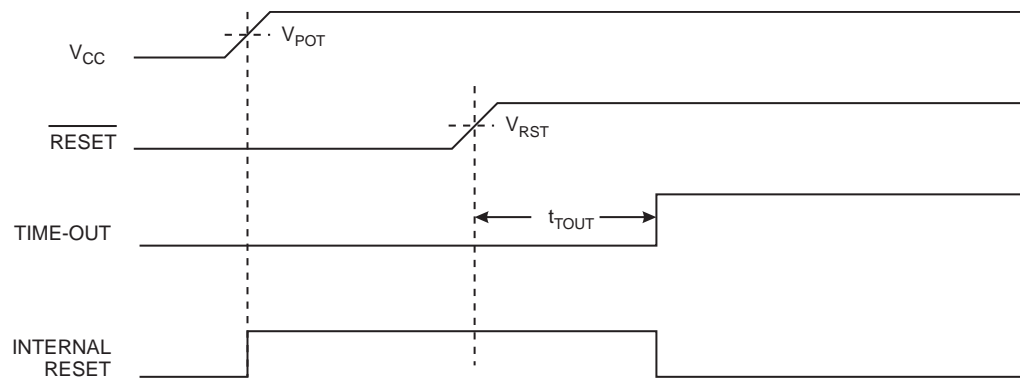 VCC
VPOT
RESET
VRST
TIME-OUT
tTOUT
INTERNAL
RESET